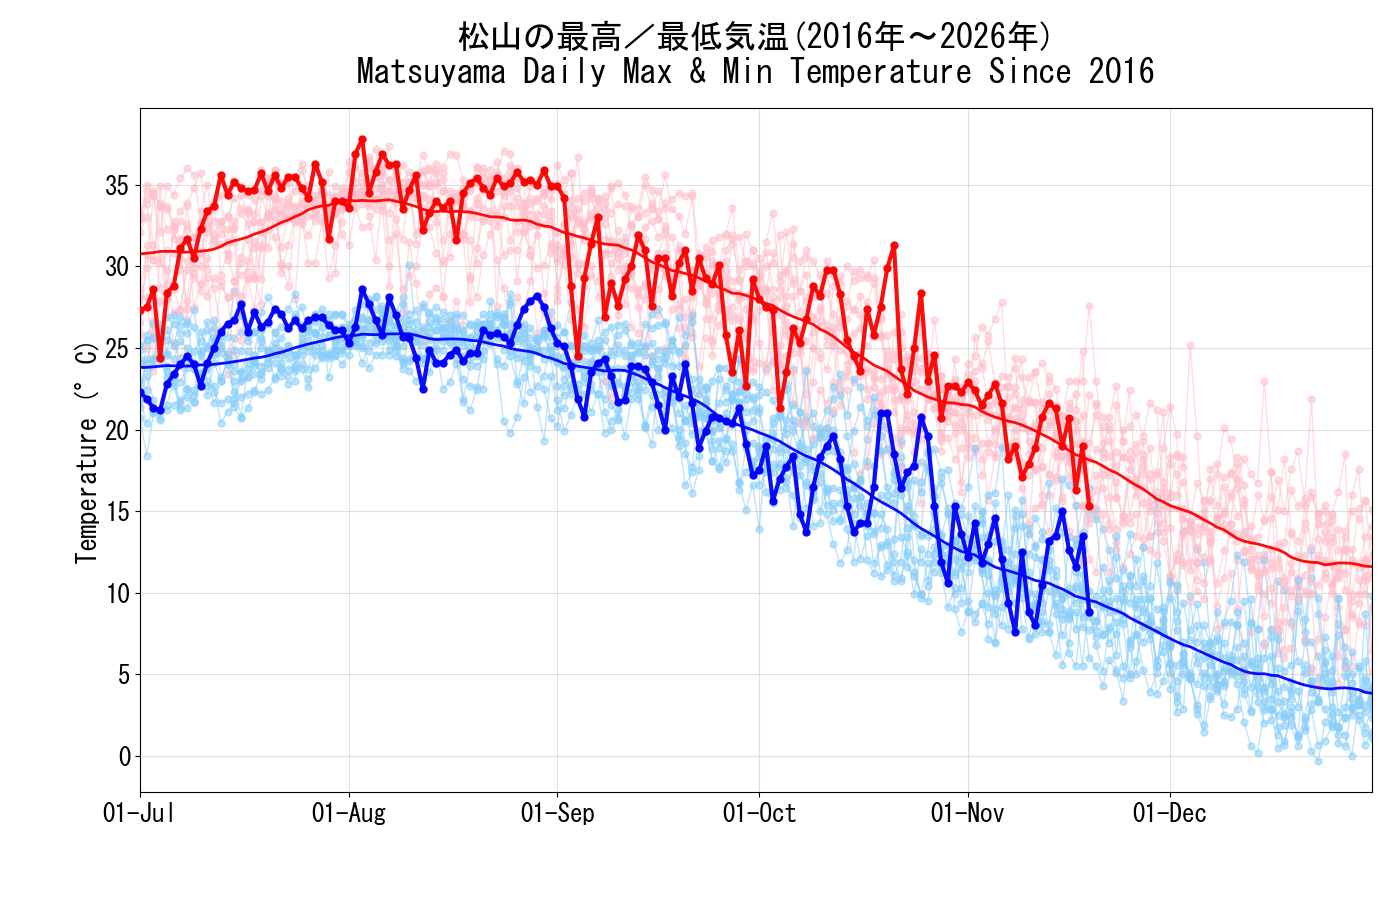 松山の最高／最低気温(2016年～2026年)
Matsuyama Daily Max & Min Temperature Since 2016
Temperature (° C)
35
30
25
20
15
10
5
0
01-Jul
01-Aug
01-Sep
01-Oct
01-Nov
01-Dec